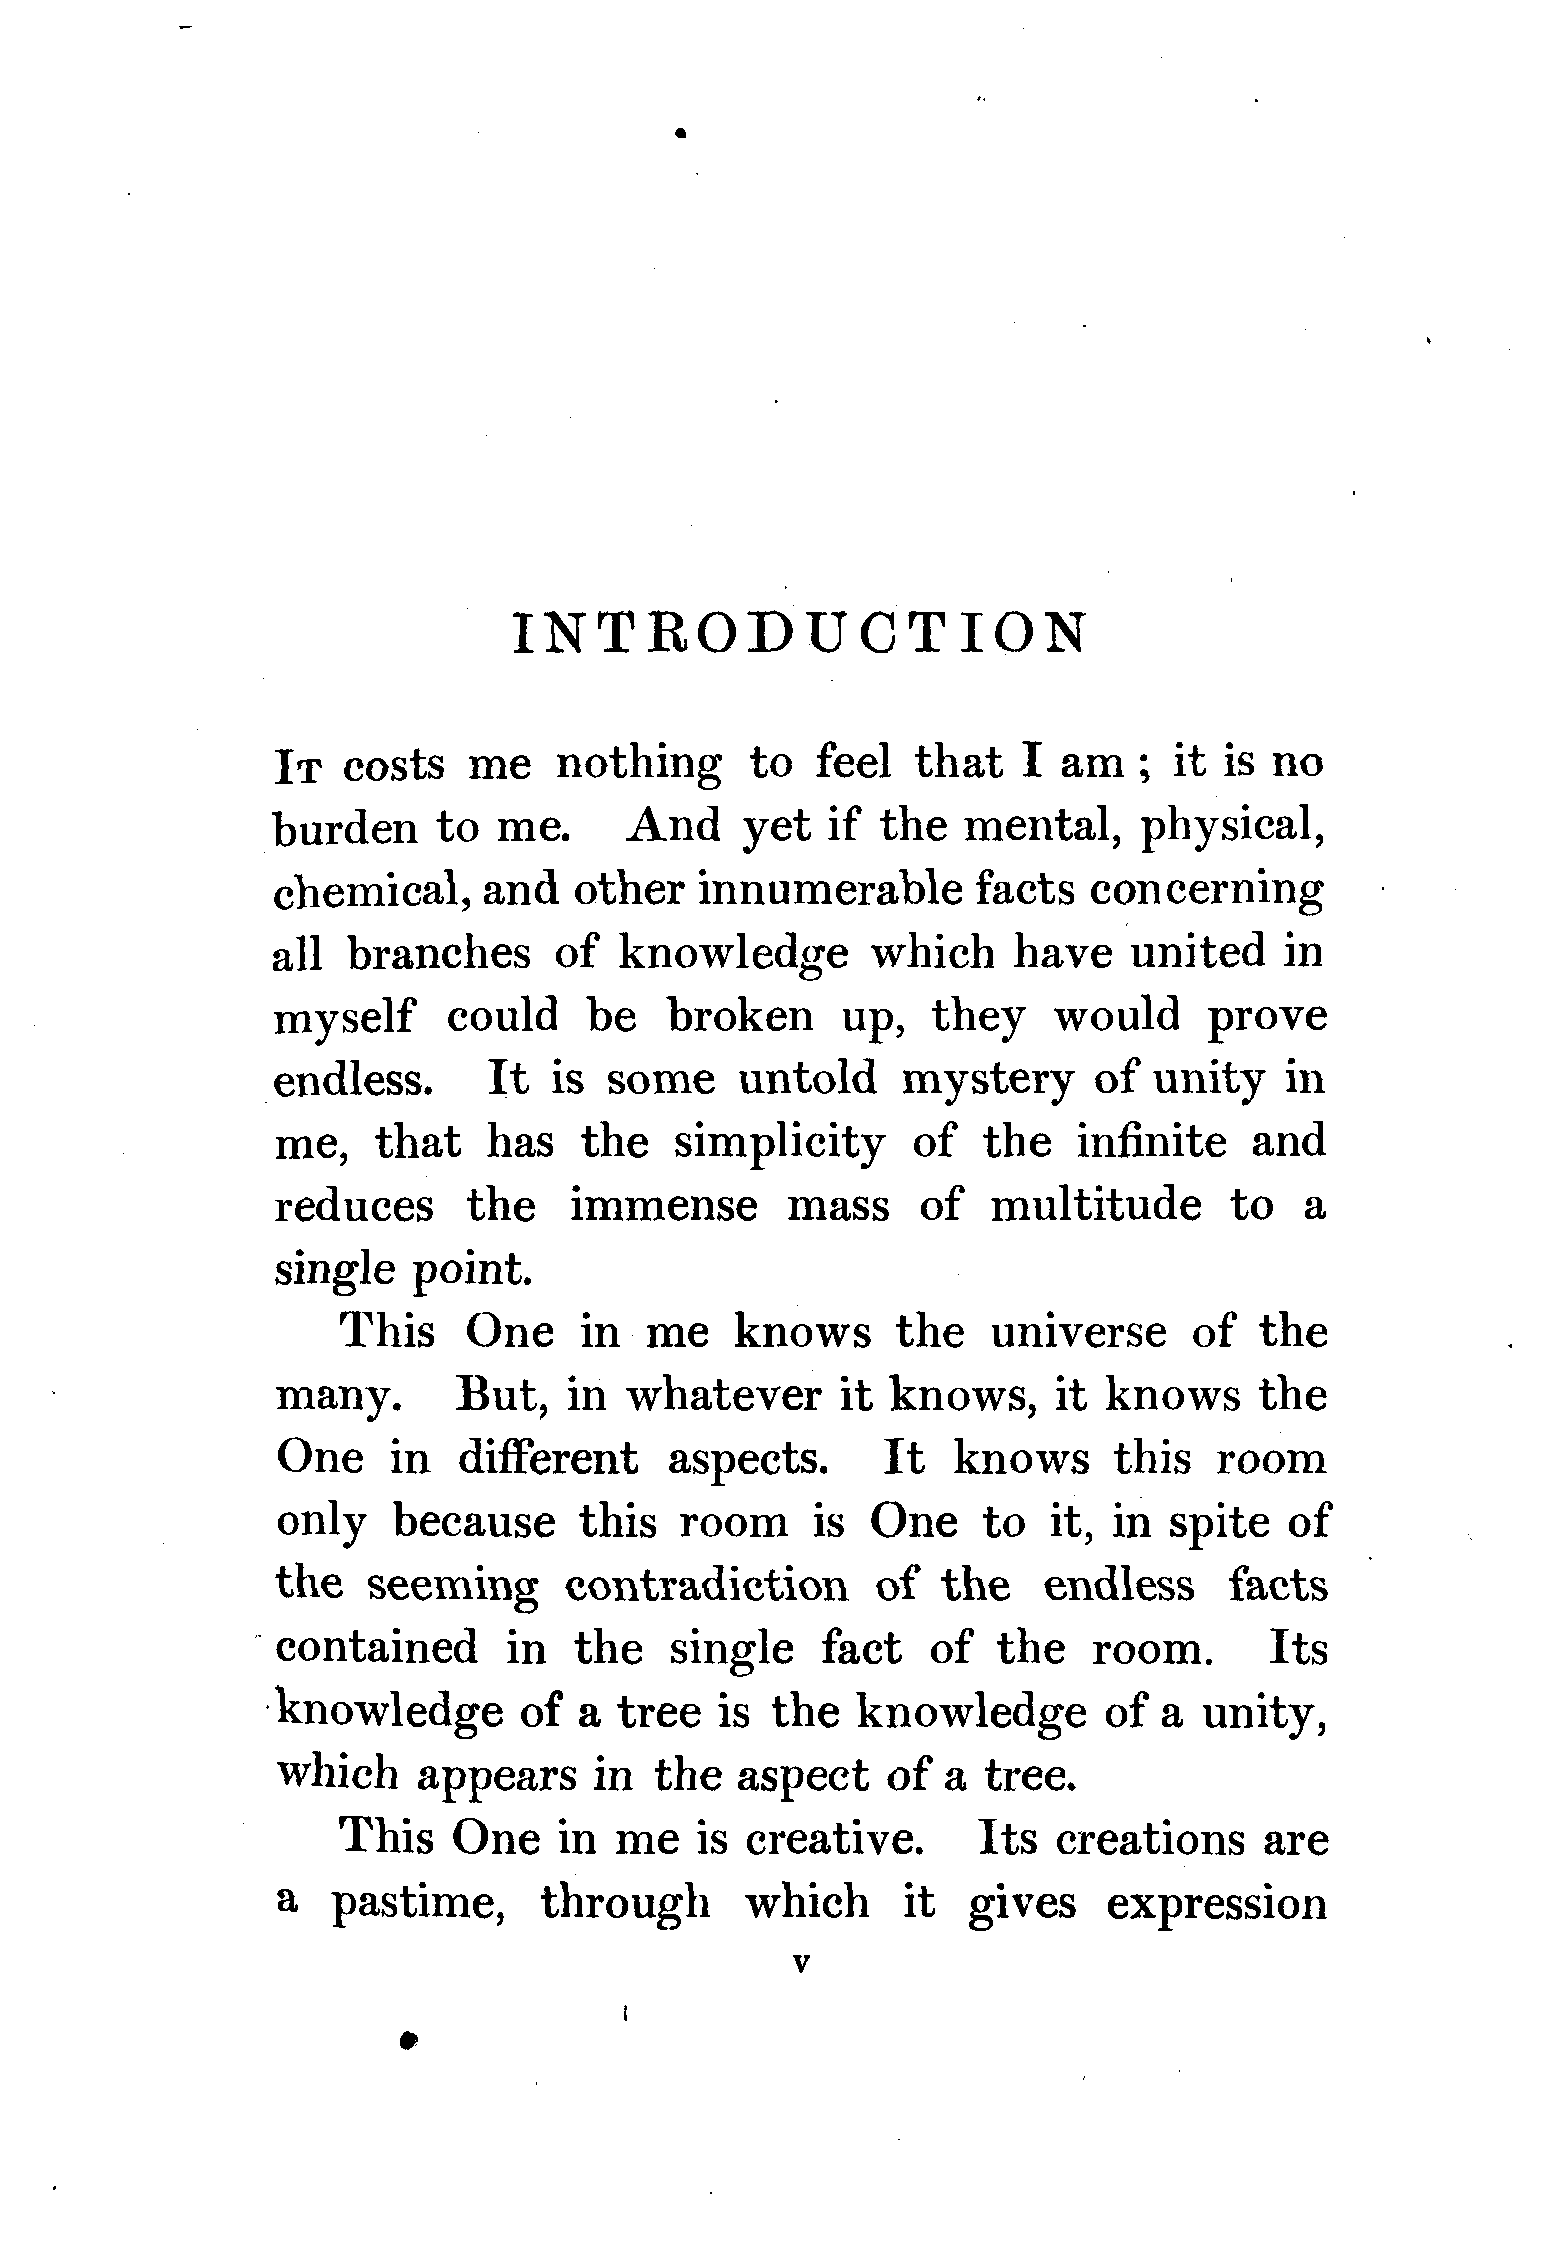 INTRODUCTION
IT costs me nothing to feel that I am ; it is no
burden to me. And yet if the mental, physical,
chemical, and other innumerable facts concerning
all branches of knowledge which have united in
myself could be broken up, they would prove
endless. It is some untold mystery of unity in
me, that has the simplicity of the infinite and
reduces the immense mass of multitude to a
single point.
This One in me knows the universe of the
many. But, in whatever it knows, it knows the
One in different aspects. It knows this room
only because this room is One to it, in spite of
the seeming contradiction of the endless facts
contained in the single fact of the room. Its
knowledge of a tree is the knowledge of a unity,
which appears in the aspect of a tree.
This One in me is creative. Its creations are
a pastime, through which it gives expression
v